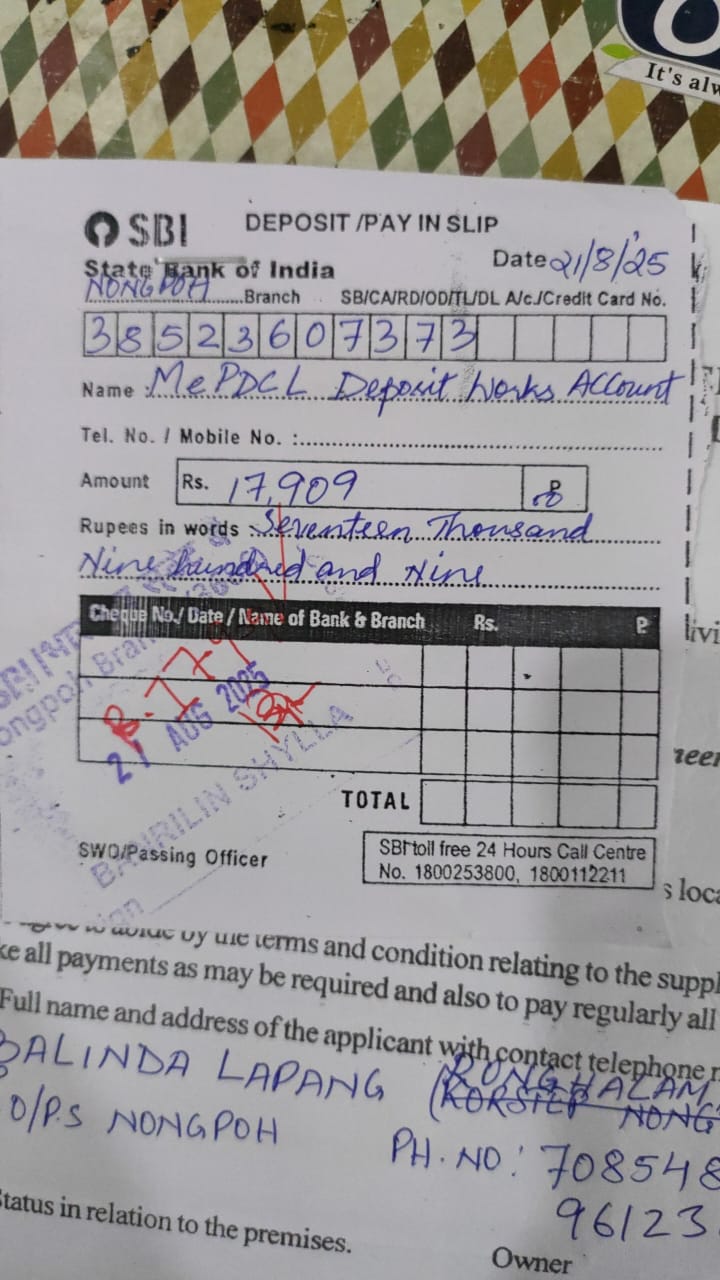 It's alw
SBI DEPOSIT /PAY IN SLIP
State Bank of India Date 21/8/25
NONGPOH Branch SB/CA/RD/OD/TL/DL A/c./Credit Card No.
38523607373
Name : MePDCL Deposit Works Account
Tel. No. / Mobile No. :
Amount Rs. 17,909 P
Rupees in words : Seventeen Thousand
Nine hundred and Nine
Cheque No./ Date / Name of Bank & Branch Rs. P
21 AUG 2025
SHYLLA
TOTAL
SWO/Passing Officer
SBI toll free 24 Hours Call Centre
No. 1800253800, 1800112211
s loca
by the terms and condition relating to the suppl
ke all payments as may be required and also to pay regularly all
Full name and address of the applicant with contact telephone n
BALINDA LAPANG (RONGHALAM
NONG
O/P.S NONGPOH PH. NO: 708548
96123
Status in relation to the premises.
Owner